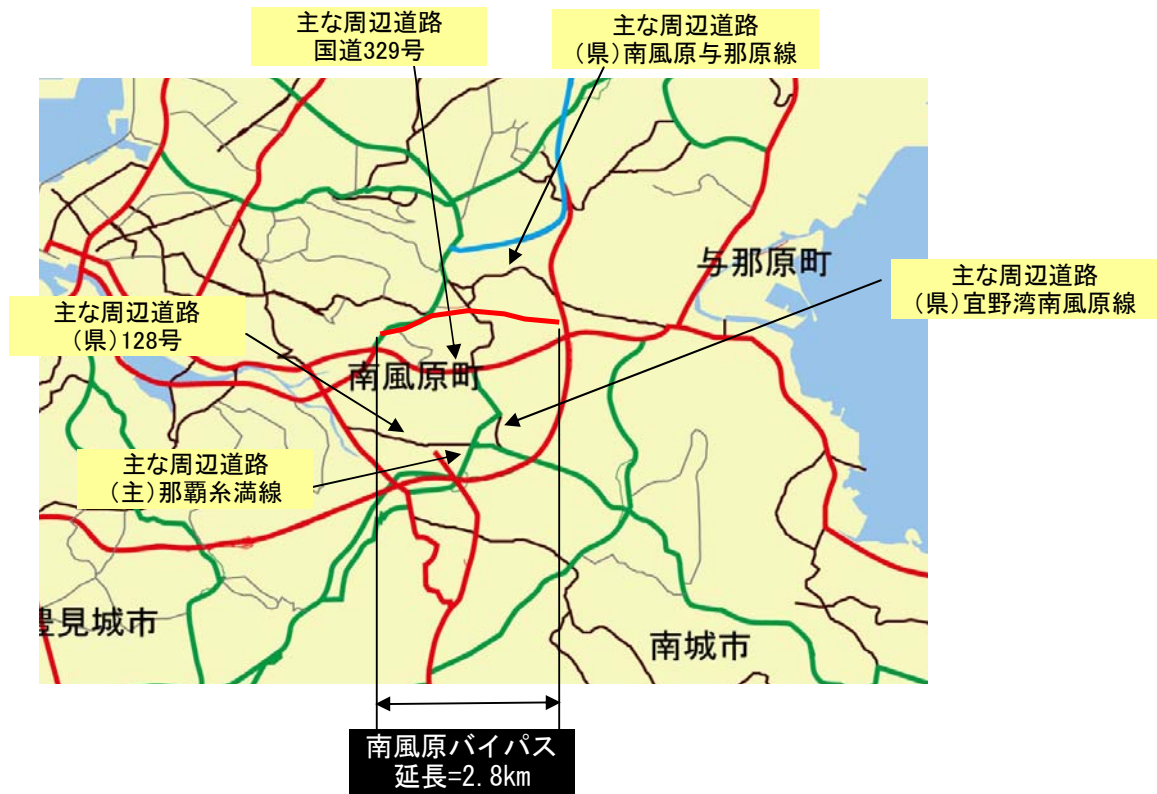 主な周辺道路
国道329号
主な周辺道路
(県)南風原与那原線
与那原町
主な周辺道路
(県)宜野湾南風原線
主な周辺道路
(県)128号
南風原町
主な周辺道路
(主)那覇糸満線
豊見城市
南城市
南風原バイパス
延長=2.8km